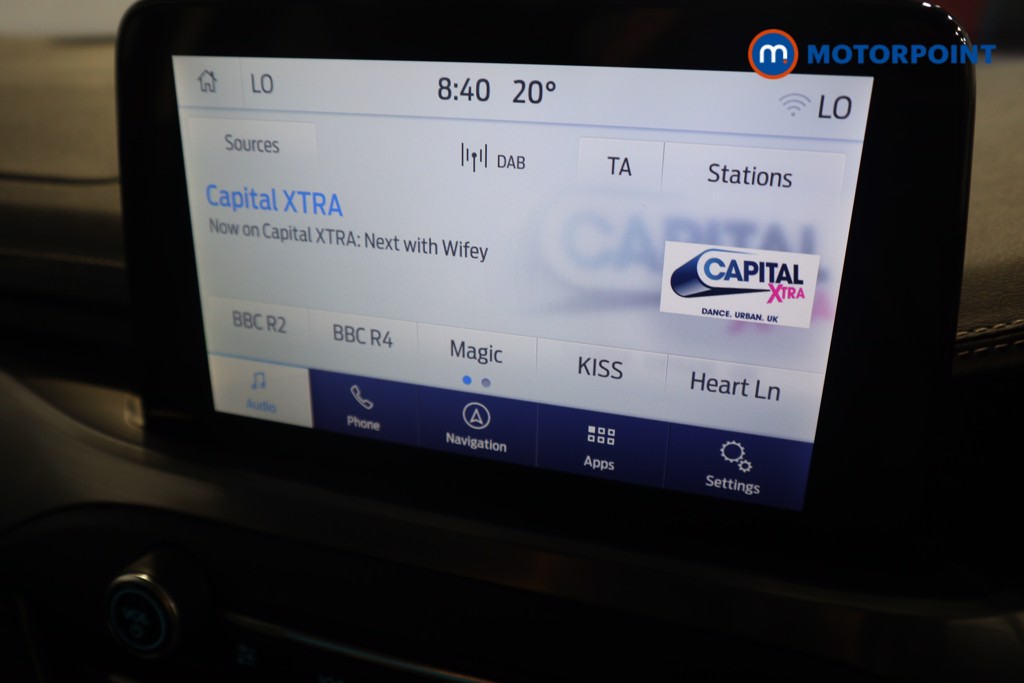 m MOTORPOINT
LO 8:40 20° LO
Sources DAB TA Stations
Capital XTRA
Now on Capital XTRA: Next with Wifey
CAPITAL
CAPITAL
XTRA
DANCE. URBAN. UK
BBC R2 BBC R4 Magic KISS Heart Ln
Audio Phone Navigation Apps Settings